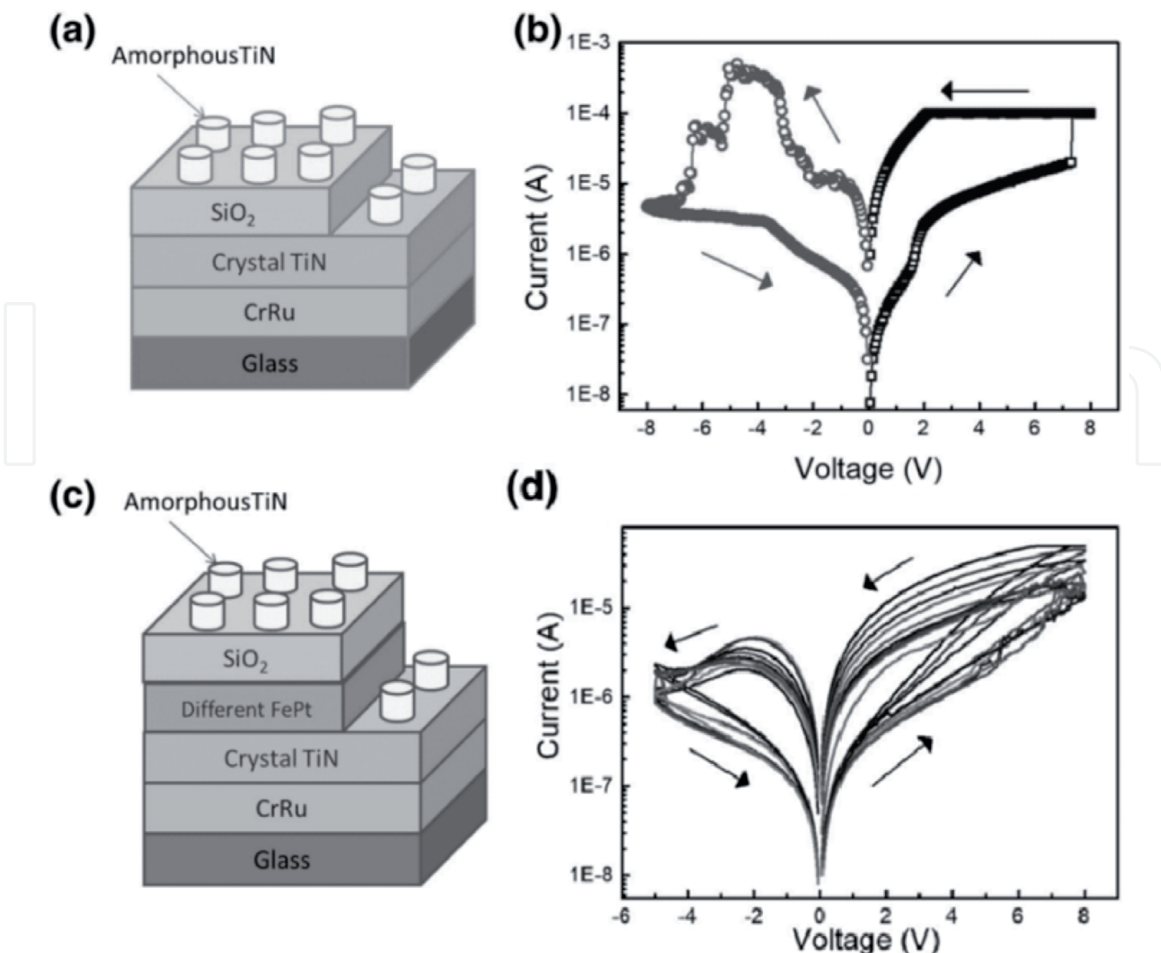 (a)
AmorphousTiN
SiO2
Crystal TiN
CrRu
Glass
(b)
1E-3
1E-4
1E-5
1E-6
1E-7
1E-8
Current (A)
-8 -6 -4 -2 0 2 4 6 8
Voltage (V)
(c)
AmorphousTiN
SiO2
Different FePt
Crystal TiN
CrRu
Glass
(d)
1E-5
1E-6
1E-7
1E-8
Current (A)
-6 -4 -2 0 2 4 6 8
Voltage (V)